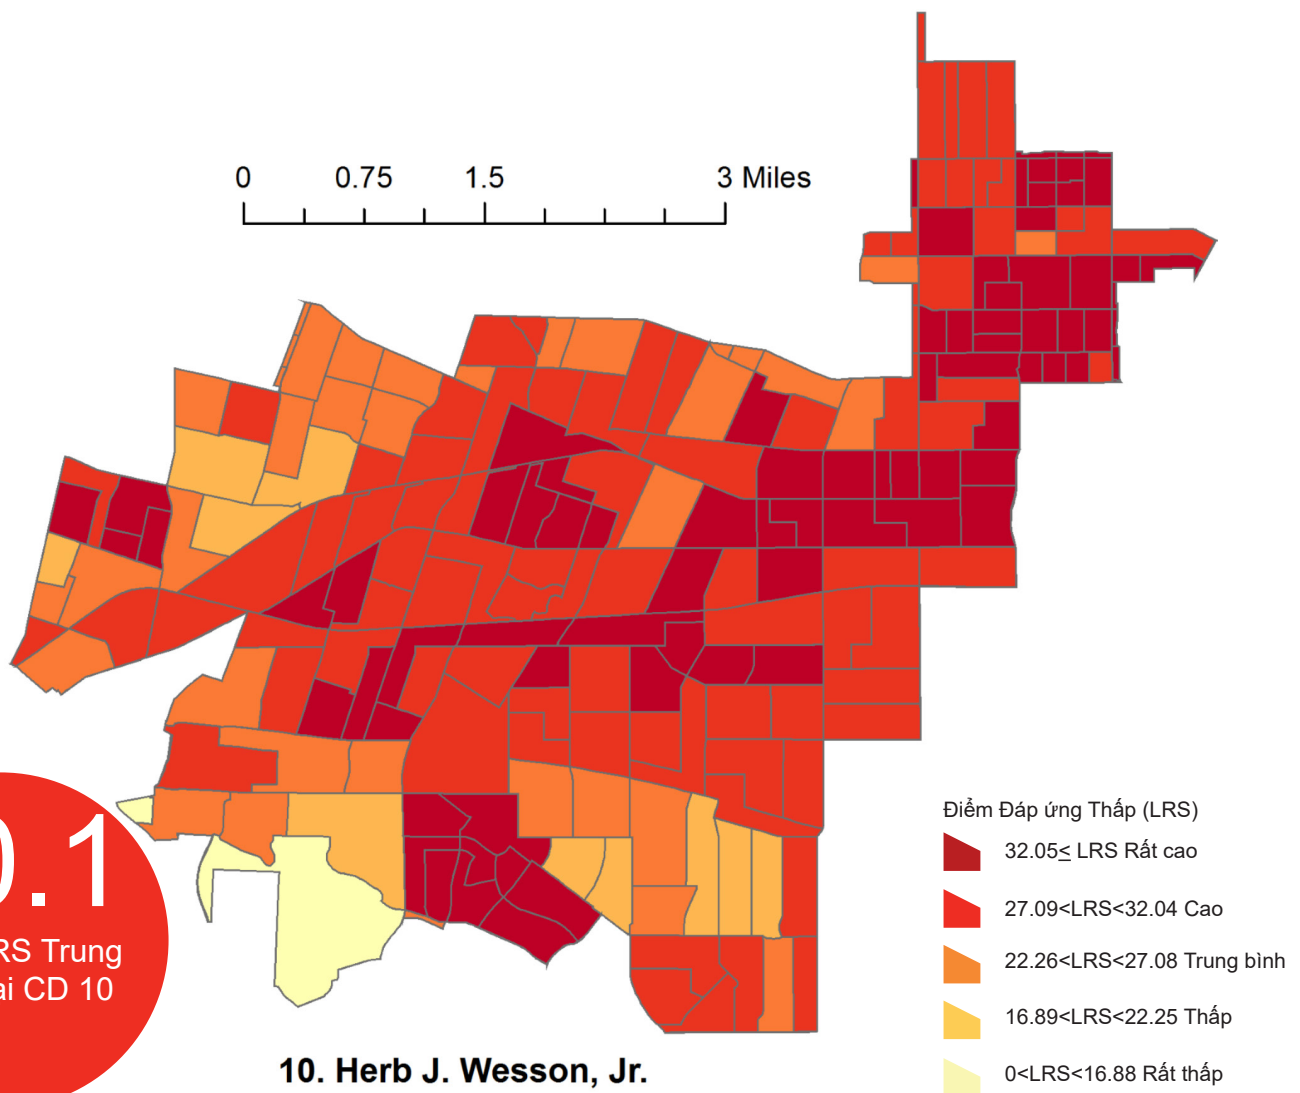 0 0.75 1.5 3 Miles
Điểm Đáp ứng Thấp (LRS)
32.05≤ LRS Rất cao
27.09<LRS<32.04 Cao
22.26<LRS<27.08 Trung bình
16.89<LRS<22.25 Thấp
0<LRS<16.88 Rất thấp
.1
Trung
CD 10
10. Herb J. Wesson, Jr.